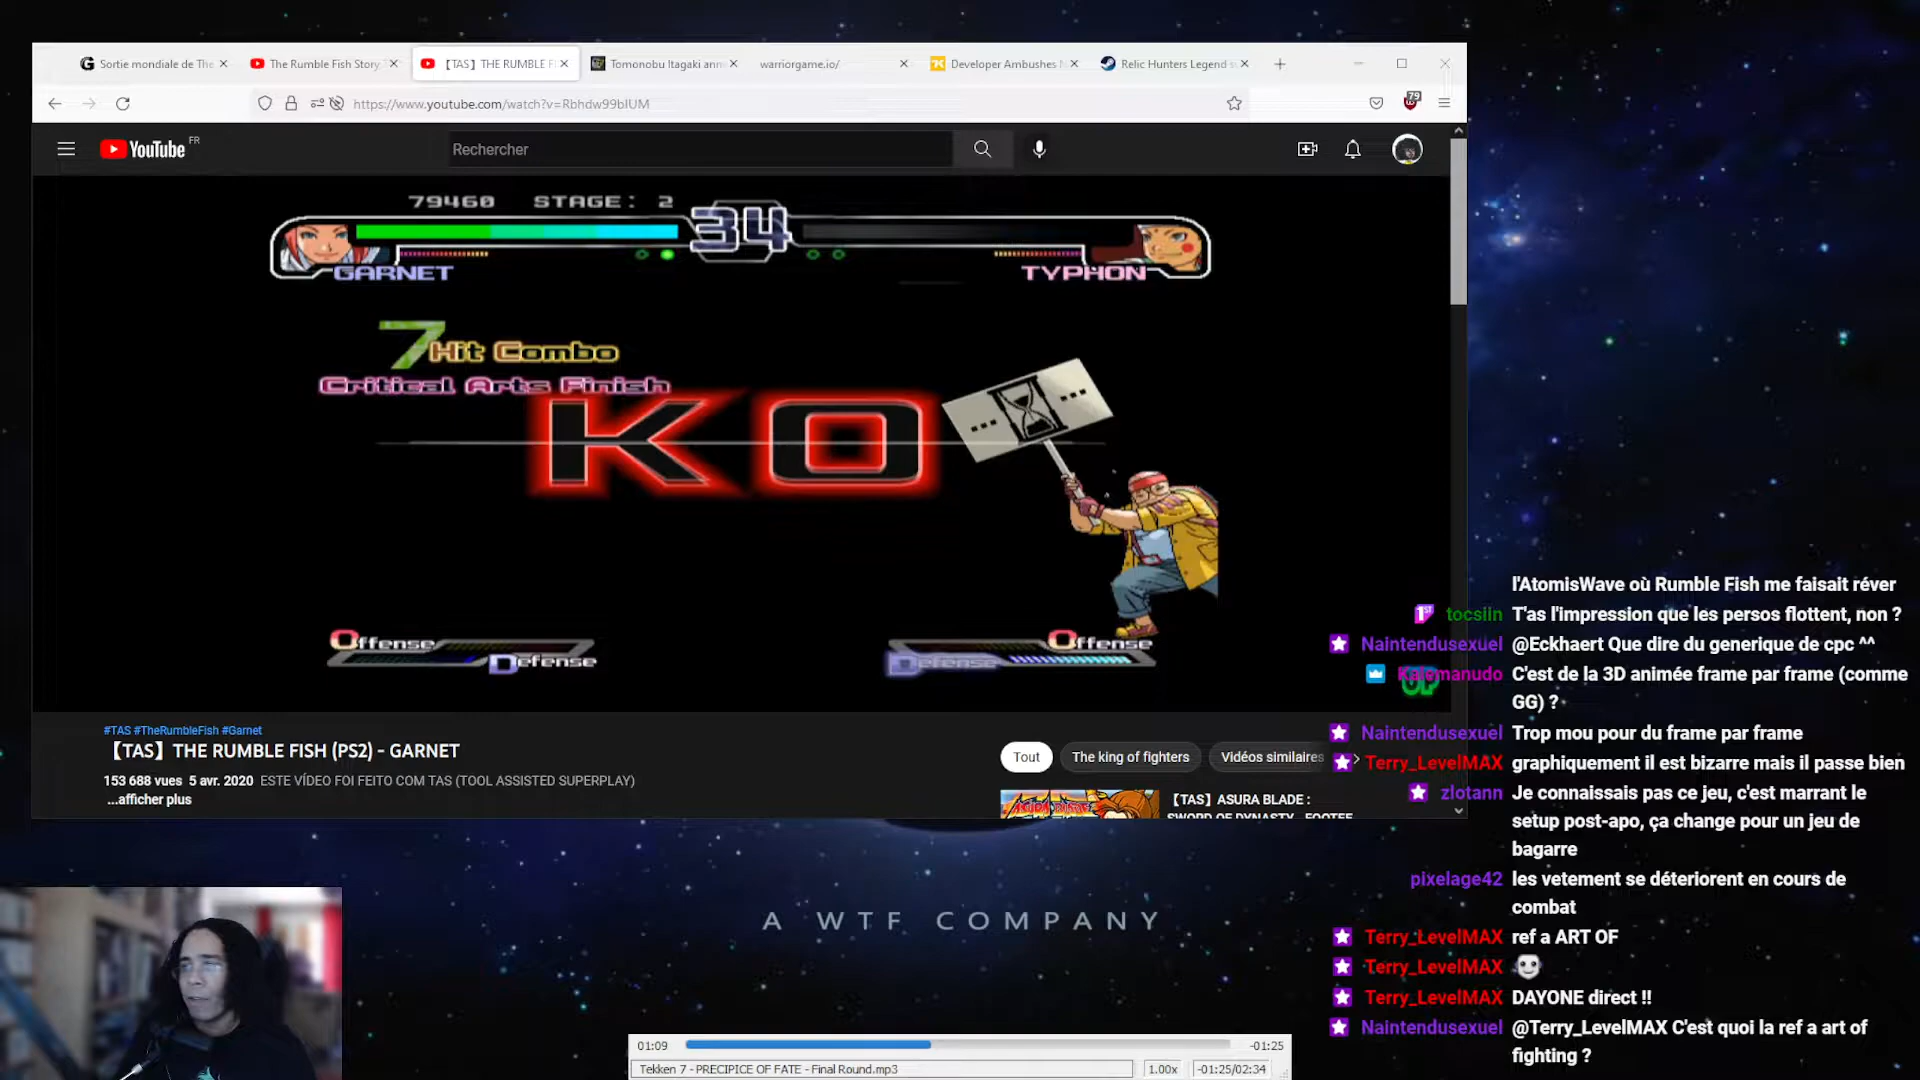 Sortie mondiale de The
The Rumble Fish Story
【TAS】 THE RUMBLE FI
Tomonobu Itagaki ann
warriorgame.io/
Developer Ambushes
Relic Hunters Legend s
https://www.youtube.com/watch?v=Rbhdw99bIUM
79
YouTube FR
Rechercher
79460 STAGE: 2
34
GARNET
TYPHON
7 Hit Combo
Critical Arts Finish
KO
Offense
Defense
Offense
Defense
UP
#TAS #TheRumbleFish #Garnet
【TAS】THE RUMBLE FISH (PS2) - GARNET
153 688 vues 5 avr. 2020 ESTE VÍDEO FOI FEITO COM TAS (TOOL ASSISTED SUPERPLAY)
...afficher plus
Tout
The king of fighters
Vidéos similaires
【TAS】ASURA BLADE :
SWORD OF DYNASTY - FOOTEE
A WTF COMPANY
01:09
-01:25
Tekken 7 - PRECIPICE OF FATE - Final Round.mp3
1.00x
-01:25/02:34
l'AtomisWave où Rumble Fish me faisait réver
1ST tocsiin T'as l'impression que les persos flottent, non ?
Naintendusexuel @Eckhaert Que dire du generique de cpc ^^
Kalemanudo C'est de la 3D animée frame par frame (comme
GG) ?
Naintendusexuel Trop mou pour du frame par frame
Terry_LevelMAX graphiquement il est bizarre mais il passe bien
zlotann Je connaissais pas ce jeu, c'est marrant le
setup post-apo, ça change pour un jeu de
bagarre
pixelage42 les vetement se déteriorent en cours de
combat
Terry_LevelMAX ref a ART OF
Terry_LevelMAX
Terry_LevelMAX DAYONE direct !!
Naintendusexuel @Terry_LevelMAX C'est quoi la ref a art of
fighting ?